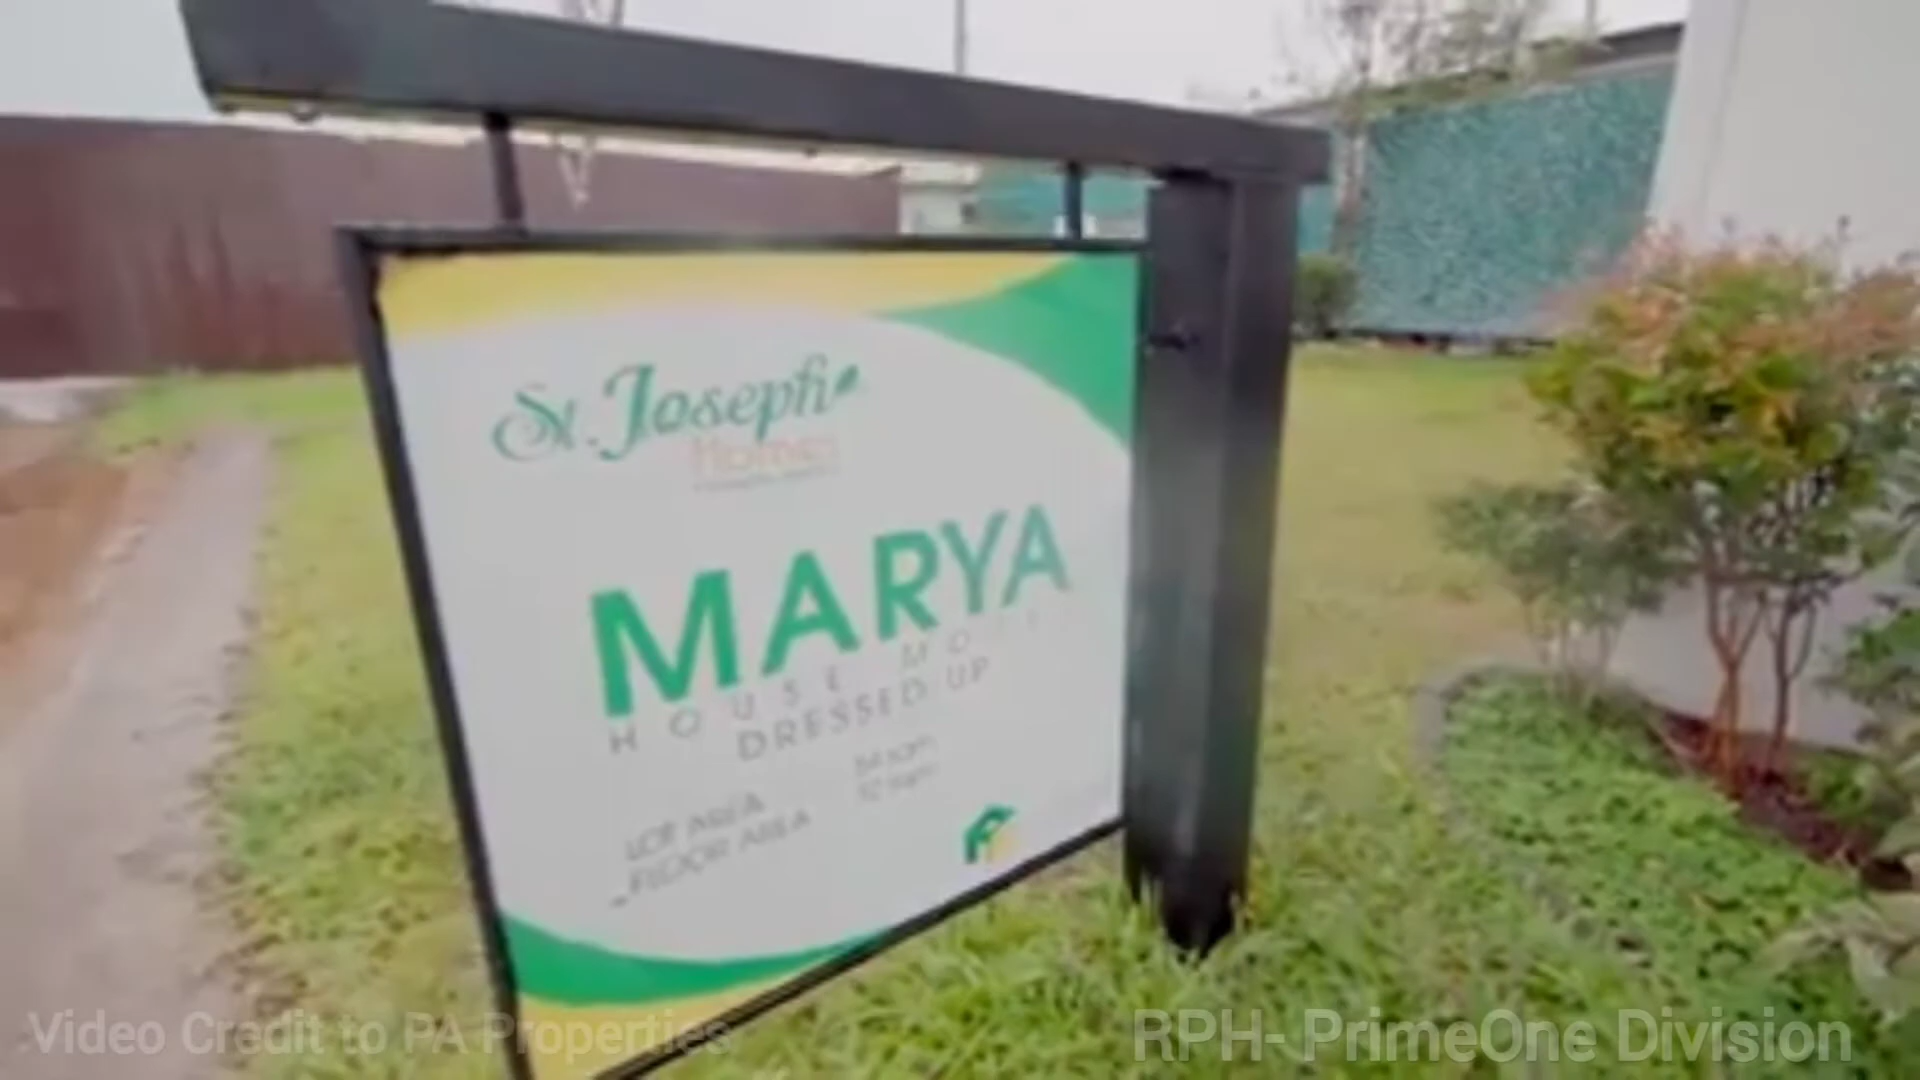 St. Joseph
Homes
MARYA
HOUSE MODEL
DRESSED UP
LOT AREA
FLOOR AREA
Video Credit to PA Properties
RPH- PrimeOne Division